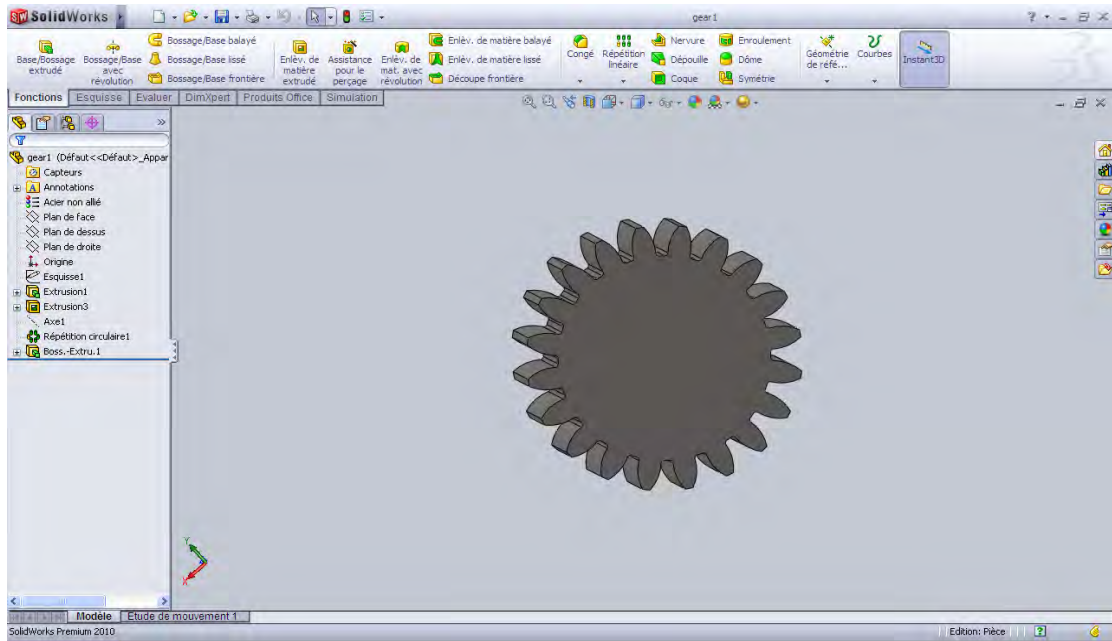 SolidWorks
gear1
Base/Bossage extrudé
Bossage/Base avec révolution
Bossage/Base balayé
Bossage/Base lissé
Bossage/Base frontière
Enlèv. de matière extrudé
Assistance pour le perçage
Enlèv. de mat. avec révolution
Enlèv. de matière balayé
Enlèv. de matière lissé
Découpe frontière
Congé
Répétition linéaire
Nervure
Dépouille
Coque
Enroulement
Dôme
Symétrie
Géométrie de réfé...
Courbes
Instant3D
Fonctions
Esquisse
Evaluer
DimXpert
Produits Office
Simulation
gear1 (Défaut<<Défaut>_Appar
Capteurs
A Annotations
Acier non allié
Plan de face
Plan de dessus
Plan de droite
Origine
Esquisse1
Extrusion1
Extrusion3
Axe1
Répétition circulaire1
Boss.-Extru.1
Y
X
Modèle
Etude de mouvement 1
SolidWorks Premium 2010
Edition: Pièce